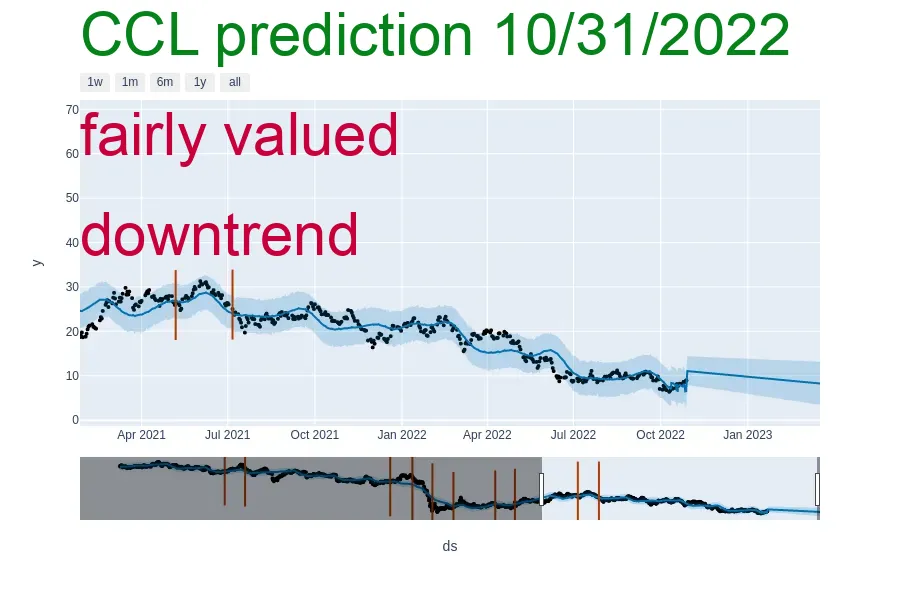 CCL prediction 10/31/2022
1w 1m 6m 1y all
70
fairly valued
60
50
downtrend
40
y
30
20
10
0
Apr 2021 Jul 2021 Oct 2021 Jan 2022 Apr 2022 Jul 2022 Oct 2022 Jan 2023
ds